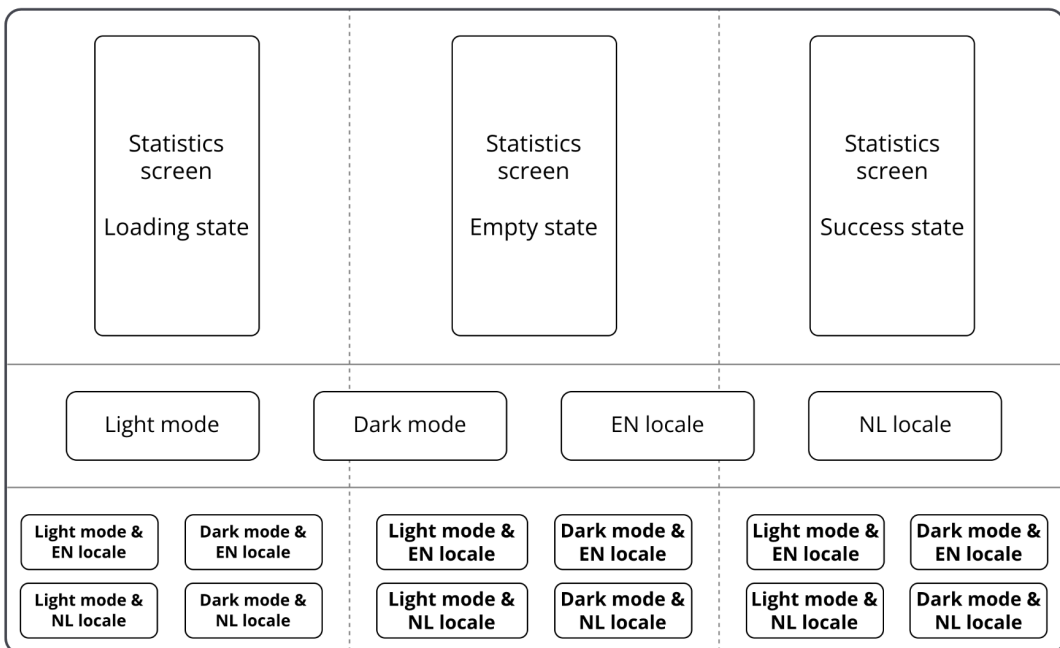 Statistics
screen
Loading state
Statistics
screen
Empty state
Statistics
screen
Success state
Light mode
Dark mode
EN locale
NL locale
Light mode &
EN locale
Dark mode &
EN locale
Light mode &
NL locale
Dark mode &
NL locale
Light mode &
EN locale
Dark mode &
EN locale
Light mode &
NL locale
Dark mode &
NL locale
Light mode &
EN locale
Dark mode &
EN locale
Light mode &
NL locale
Dark mode &
NL locale